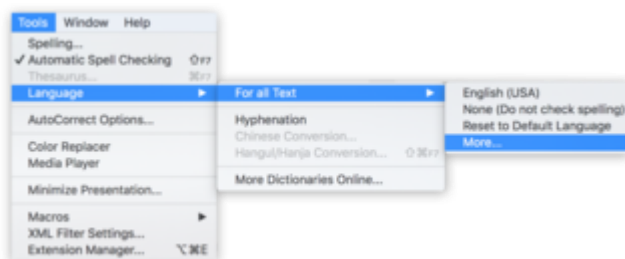 Tools Window Help
Spelling...
✓ Automatic Spell Checking ⇧F7
Thesaurus... ⌘F7
Language ▶
AutoCorrect Options...
Color Replacer
Media Player
Minimize Presentation...
Macros ▶
XML Filter Settings...
Extension Manager... ⌥⌘E
For all Text ▶
Hyphenation
Chinese Conversion...
Hangul/Hanja Conversion... ⇧⌘F7
More Dictionaries Online...
English (USA)
None (Do not check spelling)
Reset to Default Language
More...